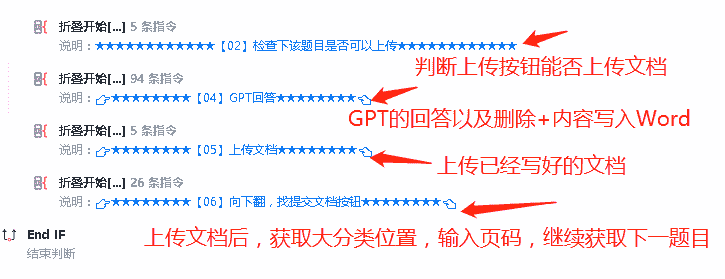 折叠开始[...] 5 条指令
说明：★★★★★★★★★★★★【02】检查下该题目是否可以上传★★★★★★★★★★★★
判断上传按钮能否上传文档
折叠开始[...] 94 条指令
说明：👉★★★★★★★★【04】GPT回答★★★★★★★★👈
GPT的回答以及删除+内容写入Word
折叠开始[...] 5 条指令
说明：👉★★★★★★★★【05】上传文档★★★★★★★★👈
上传已经写好的文档
折叠开始[...] 26 条指令
说明：👉★★★★★★★★【06】向下翻，找提交文档按钮★★★★★★★★👈
End IF
上传文档后，获取大分类位置，输入页码，继续获取下一题目
结束判断